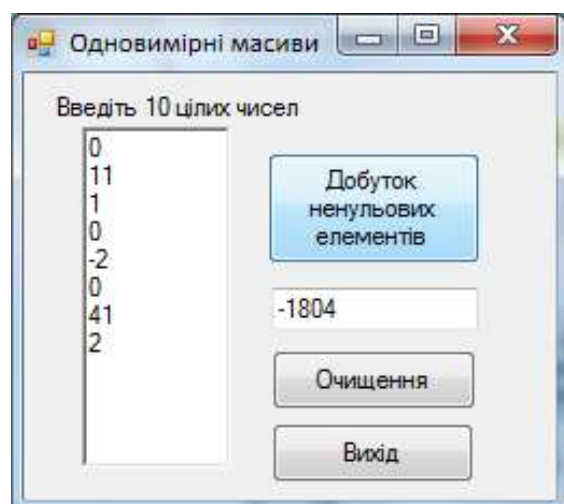 Одновимірні масиви
Введіть 10 цілих чисел
0
11
1
0
-2
0
41
2
Добуток
ненульових
елементів
-1804
Очищення
Вихід